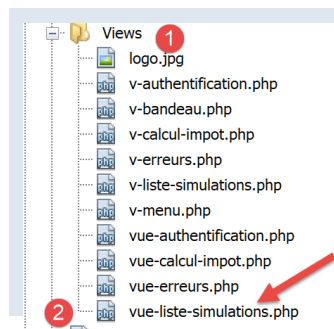 Views 1
logo.jpg
v-authentification.php
v-bandeau.php
v-calcul-impot.php
v-erreurs.php
v-liste-simulations.php
v-menu.php
vue-authentification.php
vue-calcul-impot.php
vue-erreurs.php
2 vue-liste-simulations.php